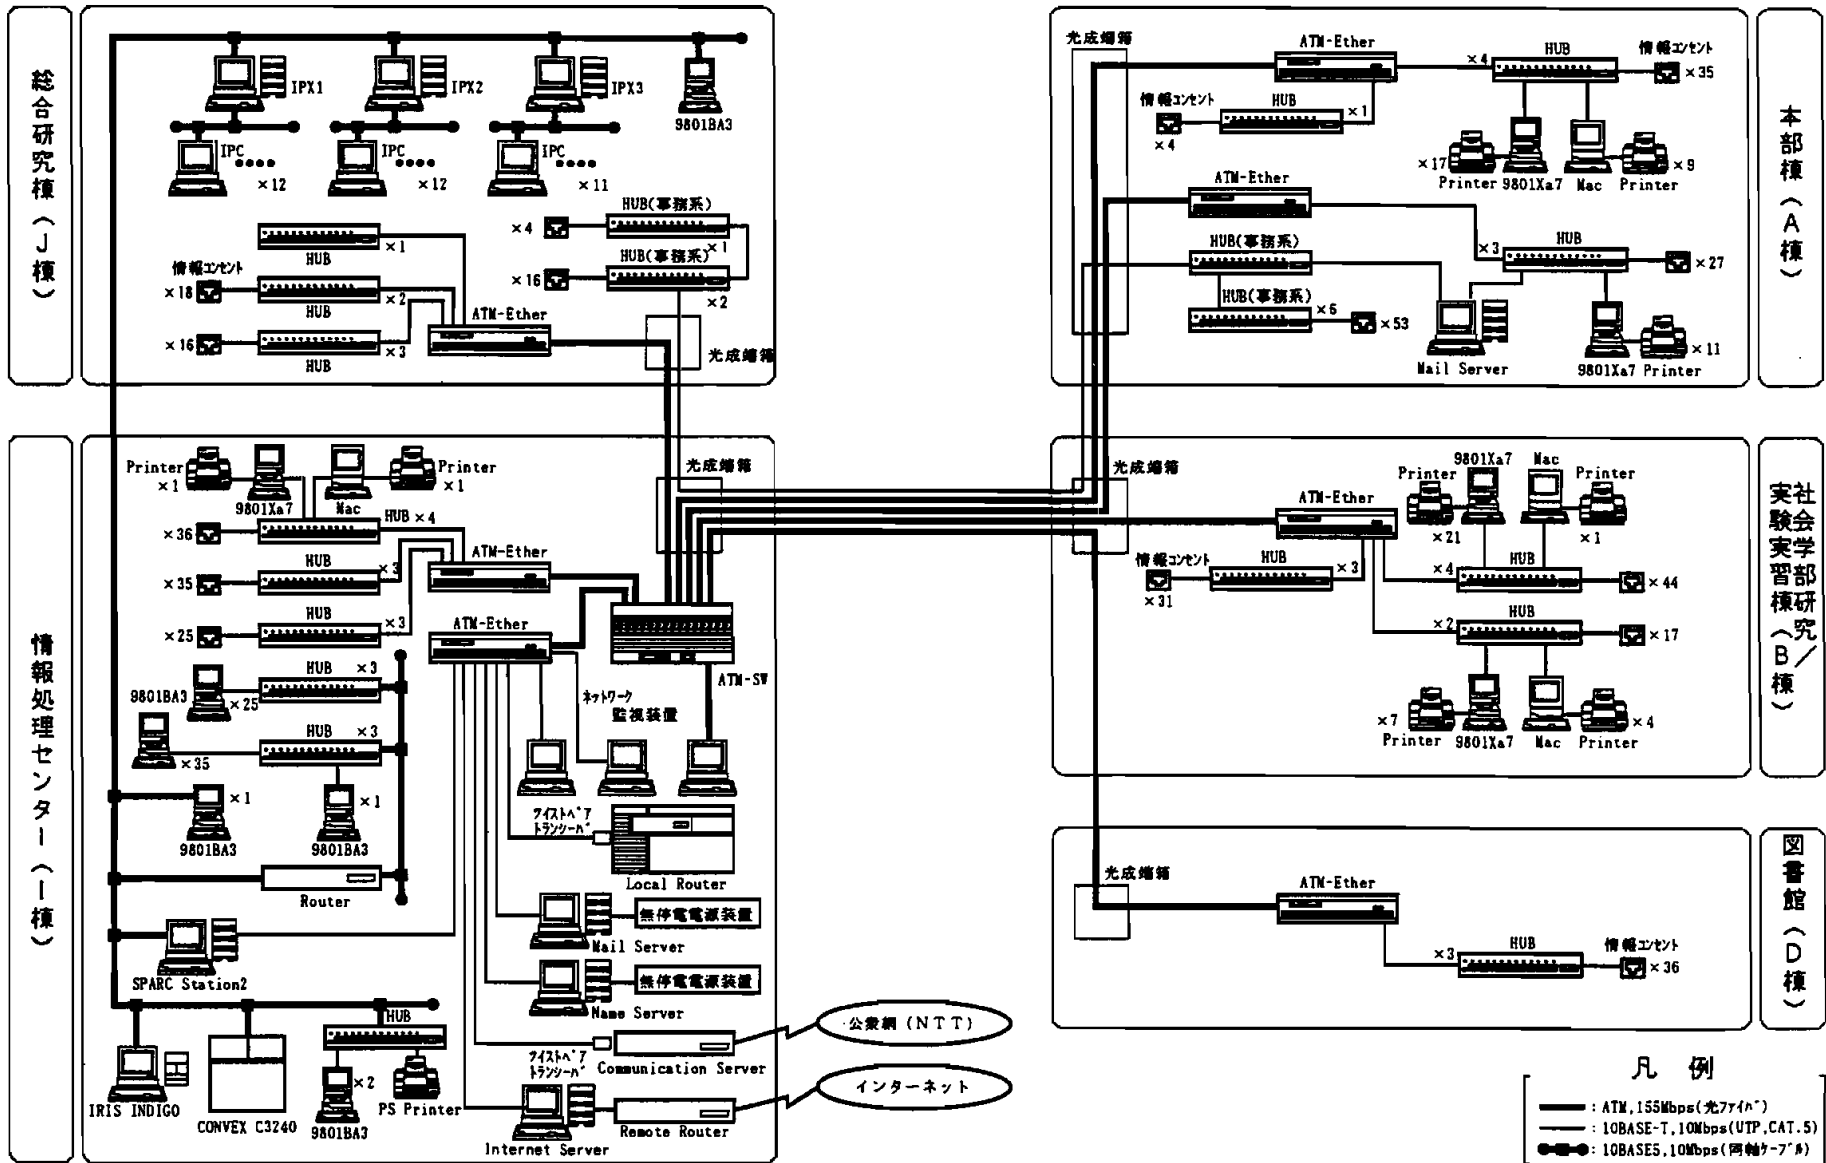 総合研究棟(J棟)
IPX1
IPX2
IPX3
9801BA3
IPC
×12
IPC
×12
IPC
×11
HUB(事務系)
×4
×1
HUB(事務系)
×16
×2
×1
HUB
情報コンセント
×18
×2
HUB
×16
×3
HUB
ATM-Ether
光成端箱
本部棟(A棟)
光成端箱
ATM-Ether
×4
HUB
情報コンセント
×35
情報コンセント
HUB
×1
×4
×17
Printer
9801Xa7
Mac
Printer
×9
ATM-Ether
HUB(事務系)
×3
HUB
×27
HUB(事務系)
×6
×53
Mail Server
9801Xa7
Printer
×11
情報処理センター(I棟)
光成端箱
Printer
×1
9801Xa7
Mac
Printer
×1
HUB ×4
×36
ATM-Ether
HUB
×3
×35
HUB
×3
×25
ATM-Ether
ATM-SW
HUB ×3
9801BA3
×25
HUB ×3
×35
ネットワーク
監視装置
×1
9801BA3
×1
9801BA3
ツイストペア
トランシーバ
Local Router
Router
無停電電源装置
Mail Server
SPARC Station2
無停電電源装置
Name Server
HUB
IRIS INDIGO
CONVEX C3240
×2
9801BA3
PS Printer
ツイストペア
トランシーバ
Communication Server
公衆網(NTT)
Internet Server
Remote Router
インターネット
社会学部研究/実験実習棟(B棟)
光成端箱
ATM-Ether
Printer
9801Xa7
Mac
Printer
×21
×1
情報コンセント
HUB
×3
×31
×4
HUB
×44
×2
HUB
×17
×7
Printer
9801Xa7
Mac
Printer
×4
図書館(D棟)
光成端箱
ATM-Ether
×3
HUB
情報コンセント
×36
凡例
:ATM,155Mbps(光ファイバ)
:10BASE-T,10Mbps(UTP,CAT.5)
:10BASE5,10Mbps(同軸ケーブル)